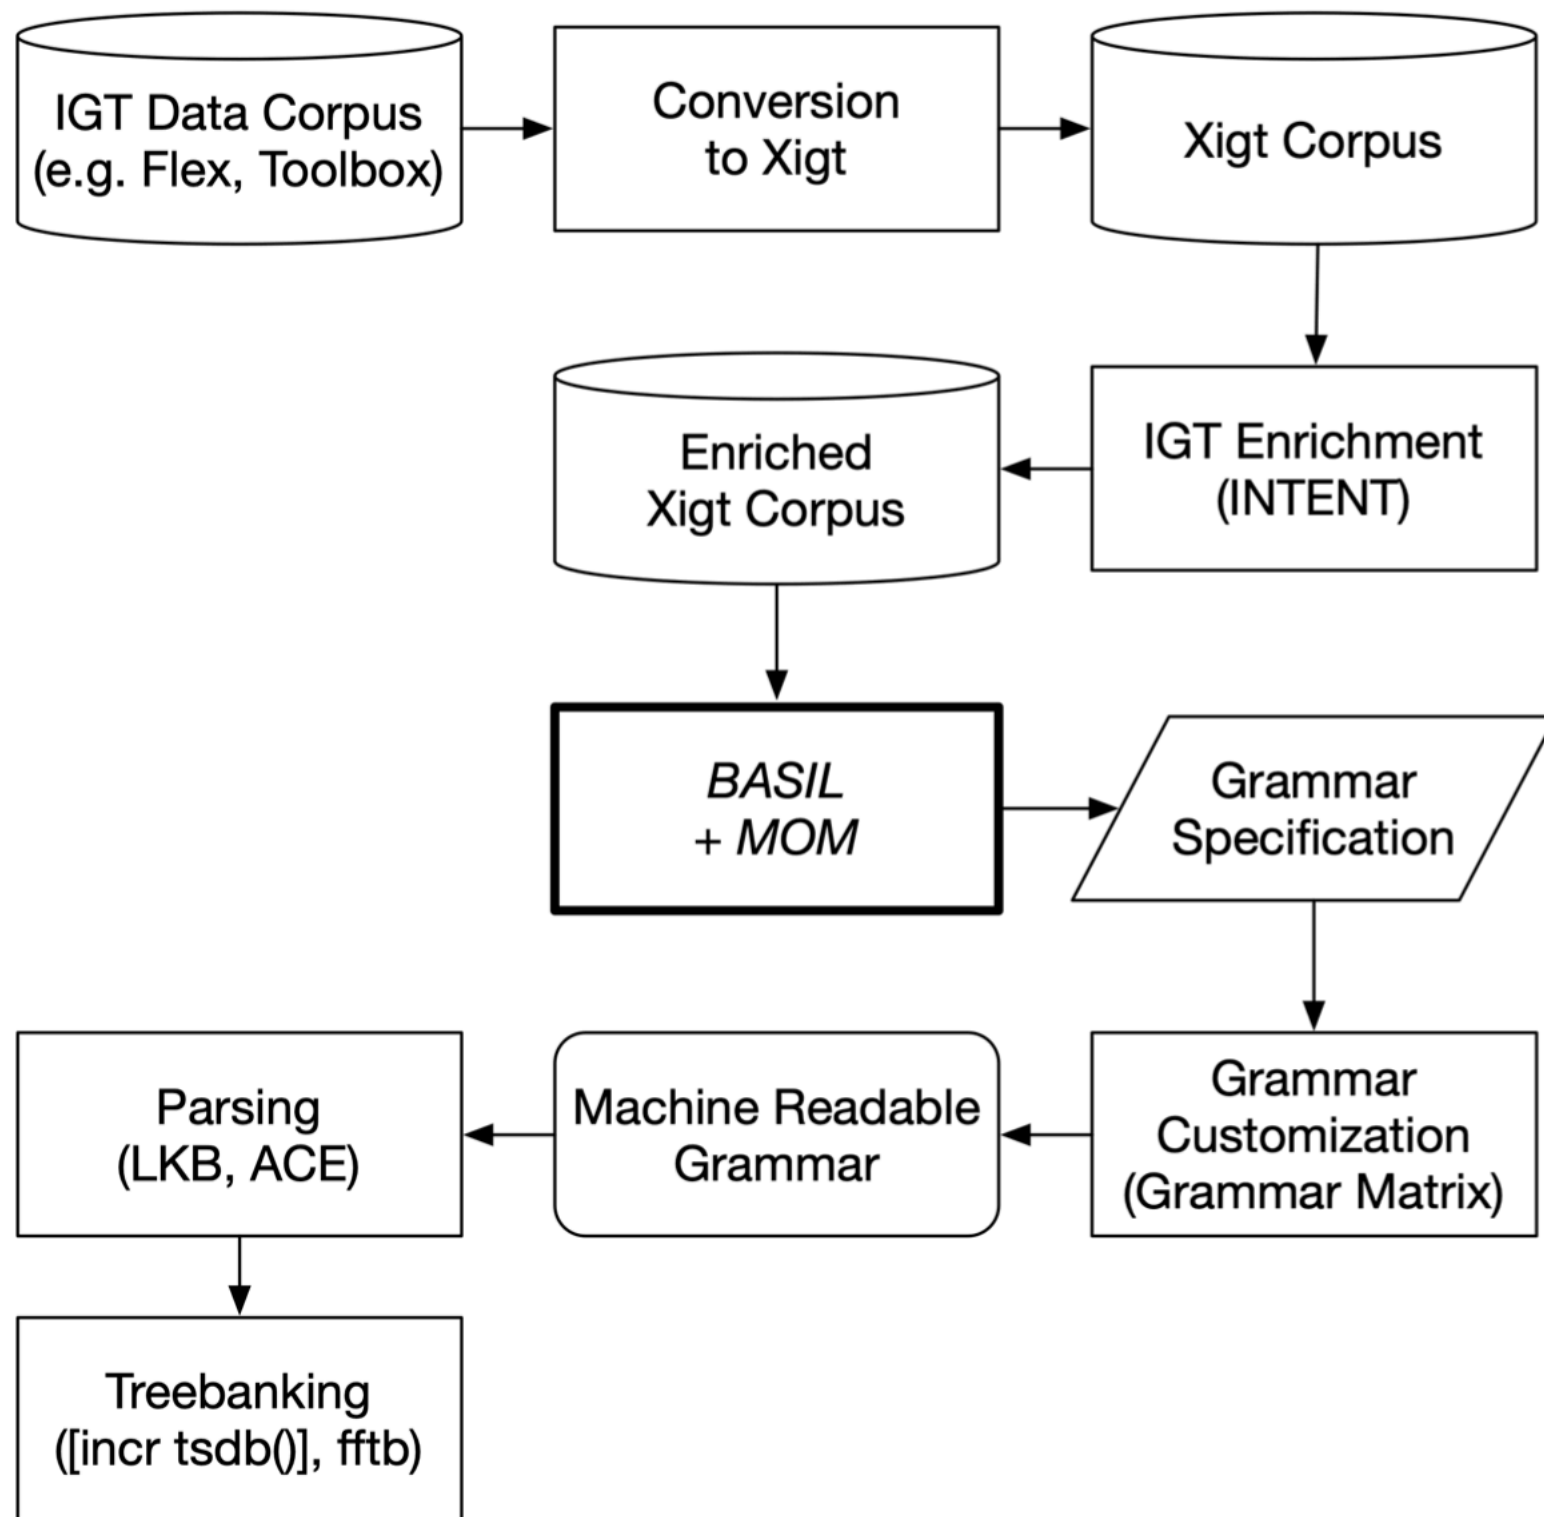 IGT Data Corpus
(e.g. Flex, Toolbox)
Conversion
to Xigt
Xigt Corpus
IGT Enrichment
(INTENT)
Enriched
Xigt Corpus
BASIL
+ MOM
Grammar
Specification
Grammar
Customization
(Grammar Matrix)
Machine Readable
Grammar
Parsing
(LKB, ACE)
Treebanking
([incr tsdb()], fftb)